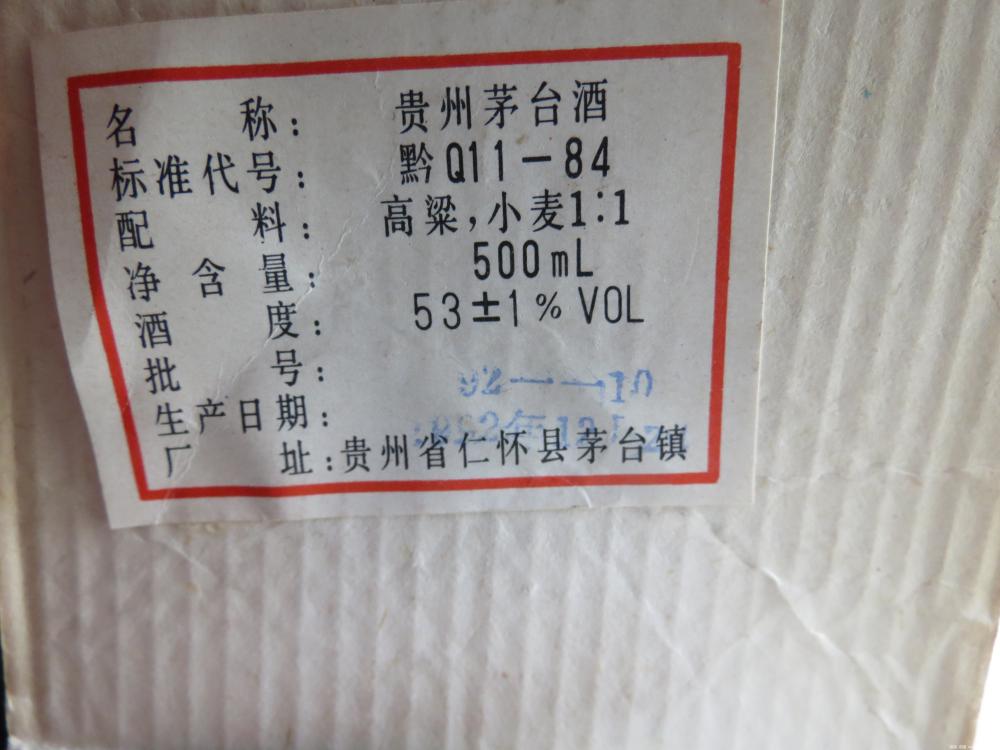 名称：贵州茅台酒
标准代号：黔Q11-84
配料：高粱,小麦1:1
净含量：500mL
酒度：53±1% VOL
批号：92——10
生产日期：
厂址：贵州省仁怀县茅台镇